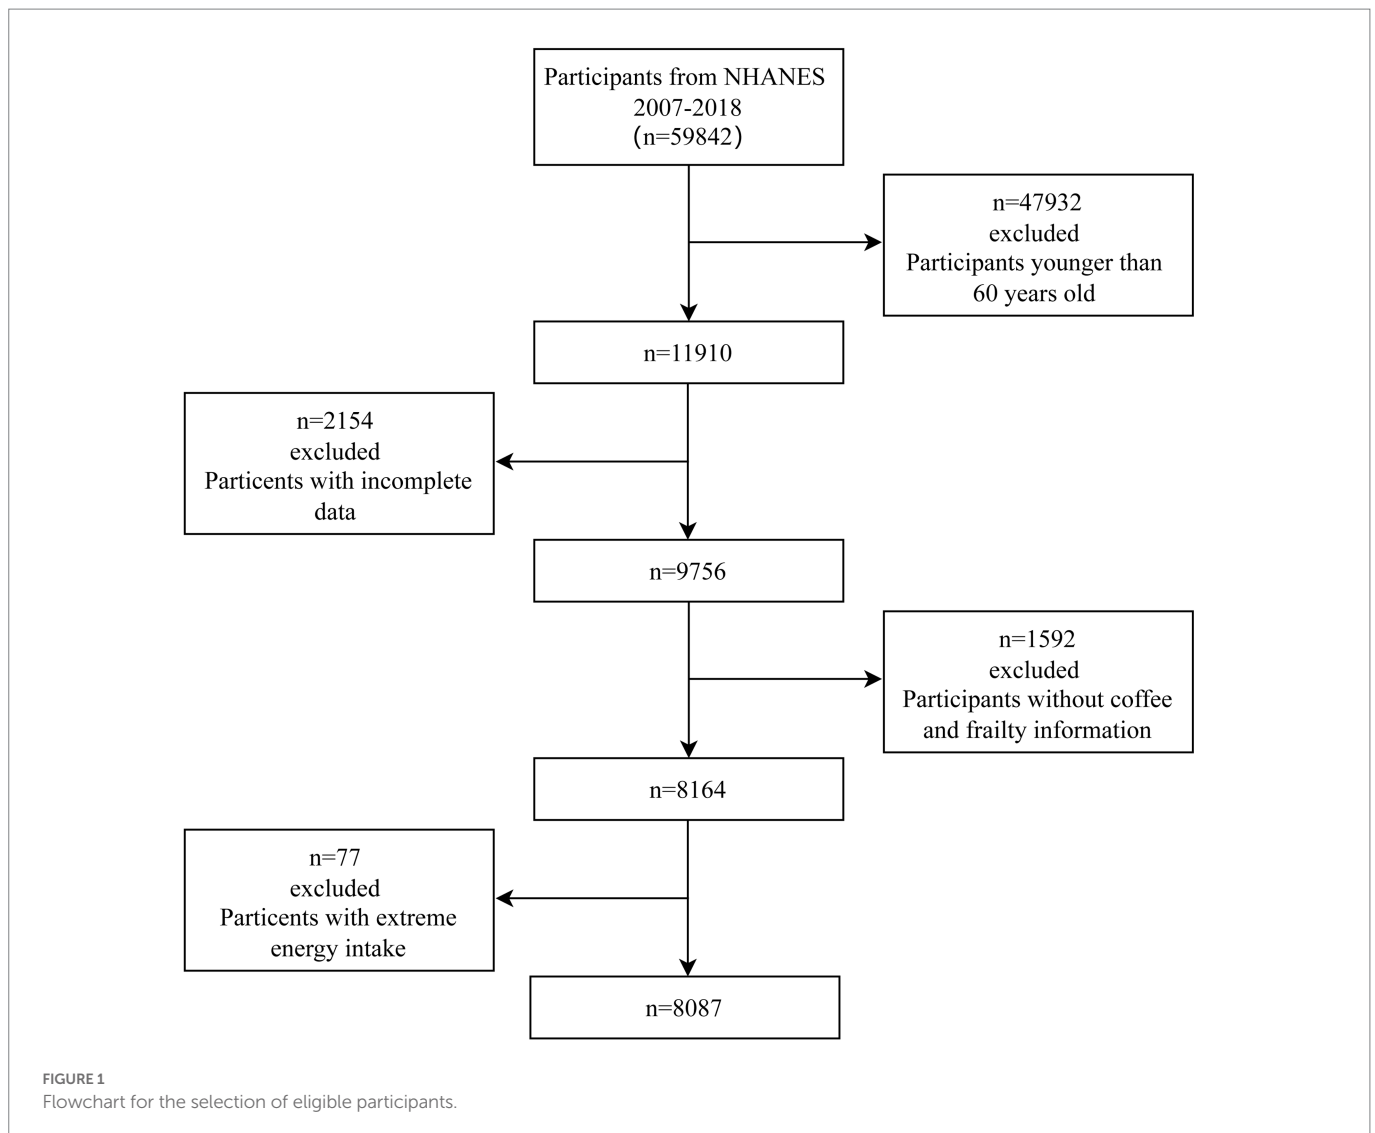 Participants from NHANES
2007-2018
(n=59842)
n=47932
excluded
Participants younger than
60 years old
n=11910
n=2154
excluded
Particents with incomplete
data
n=9756
n=1592
excluded
Participants without coffee
and frailty information
n=8164
n=77
excluded
Particents with extreme
energy intake
n=8087
FIGURE 1
Flowchart for the selection of eligible participants.